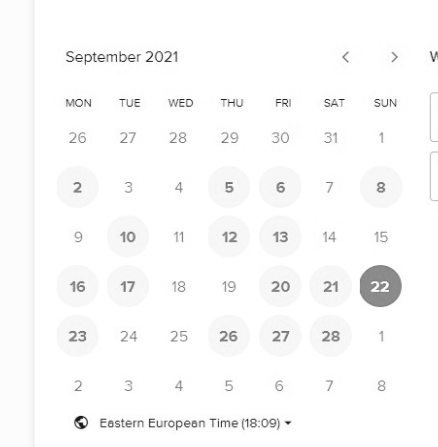 September 2021
W
MON TUE WED THU FRI SAT SUN
26 27 28 29 30 31 1
2 3 4 5 6 7 8
9 10 11 12 13 14 15
16 17 18 19 20 21 22
23 24 25 26 27 28 1
2 3 4 5 6 7 8
Eastern European Time (18:09)